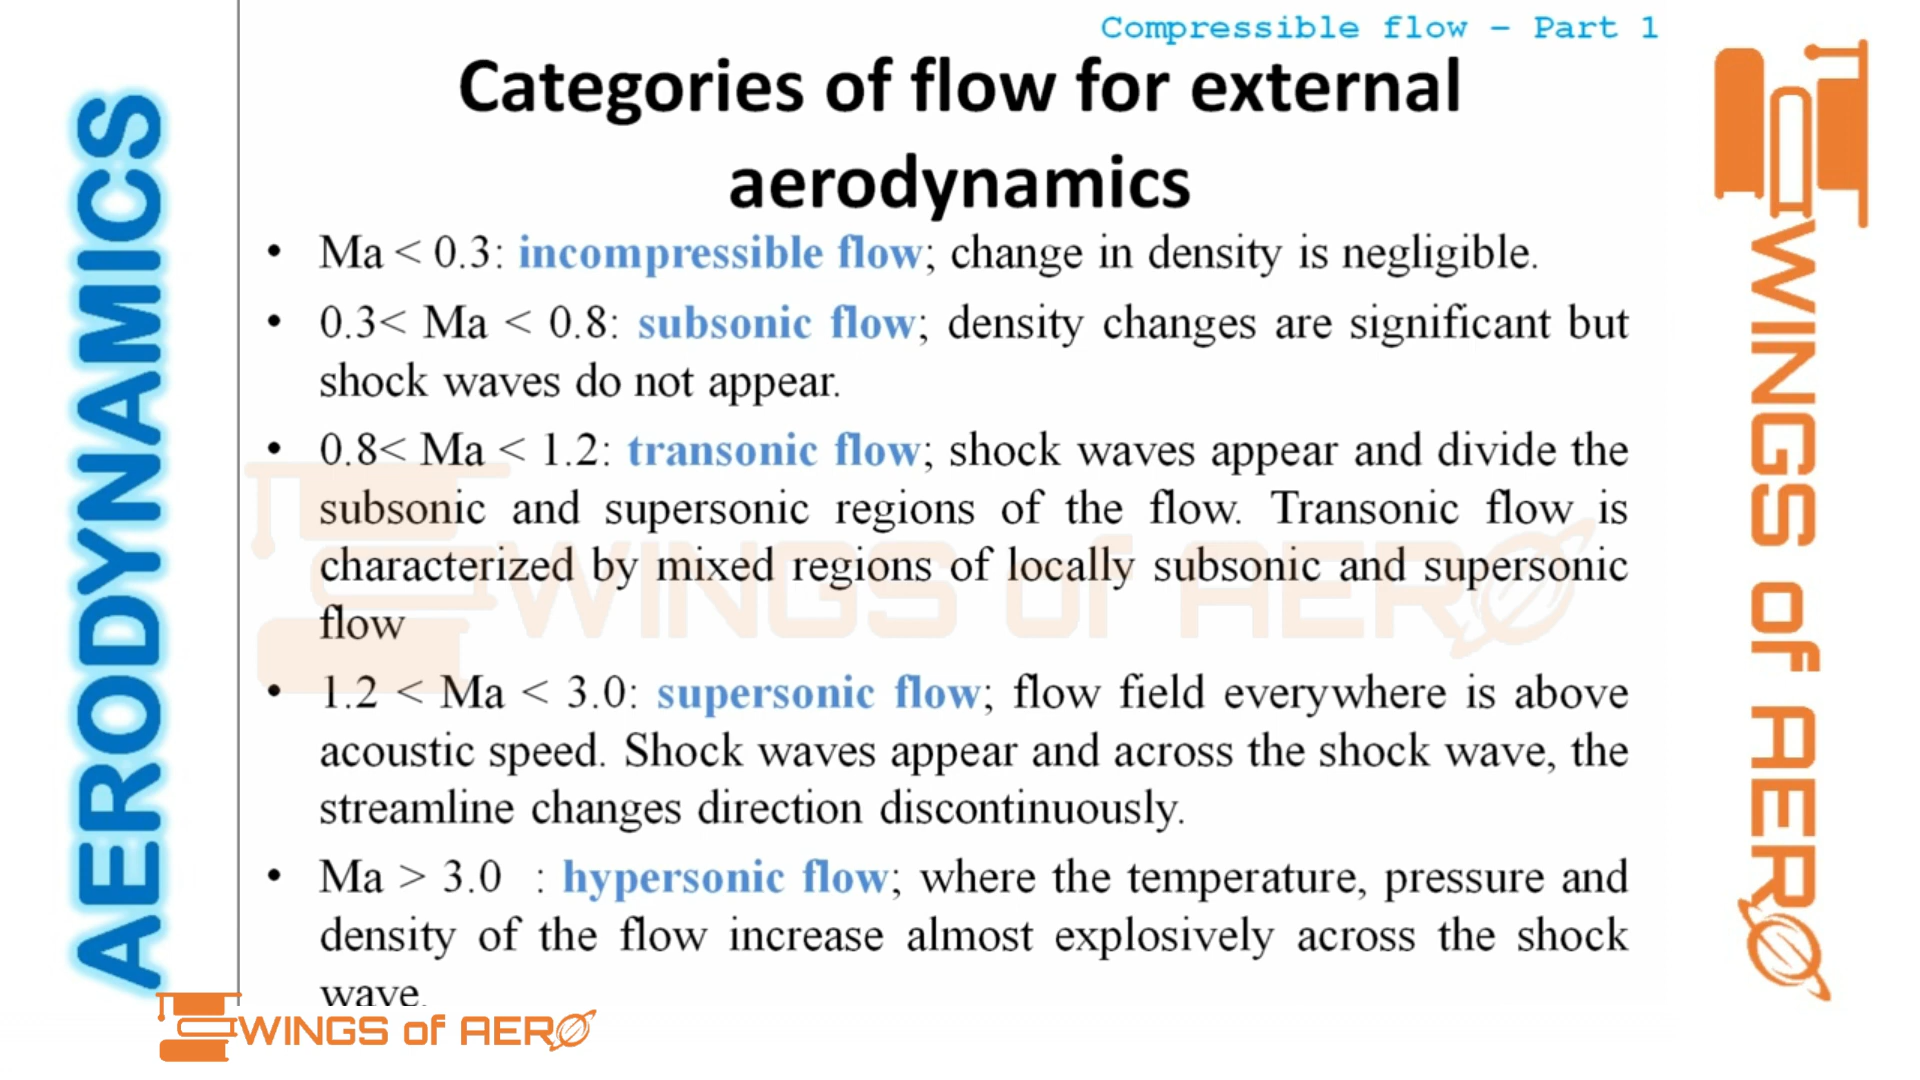 Compressible flow – Part 1
Categories of flow for external
aerodynamics
• Ma < 0.3: incompressible flow; change in density is negligible.
• 0.3< Ma < 0.8: subsonic flow; density changes are significant but
shock waves do not appear.
• 0.8< Ma < 1.2: transonic flow; shock waves appear and divide the
subsonic and supersonic regions of the flow. Transonic flow is
characterized by mixed regions of locally subsonic and supersonic
flow
• 1.2 < Ma < 3.0: supersonic flow; flow field everywhere is above
acoustic speed. Shock waves appear and across the shock wave, the
streamline changes direction discontinuously.
• Ma > 3.0 : hypersonic flow; where the temperature, pressure and
density of the flow increase almost explosively across the shock
wave.
AERODYNAMICS
WINGS of AERO
WINGS of AERO
WINGS of AERO